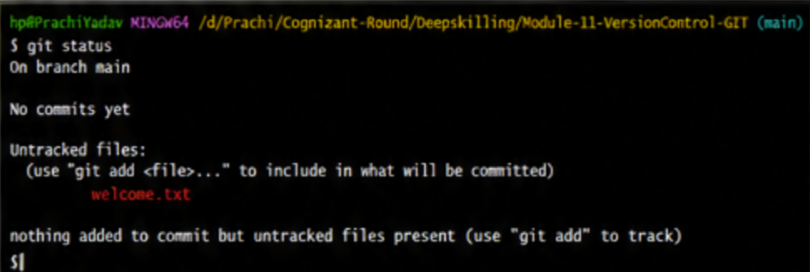 hp@PrachiYadav MINGW64 /d/Prachi/Cognizant-Round/Deepskilling/Module-11-VersionControl-GIT (main)
$ git status
On branch main

No commits yet

Untracked files:
  (use "git add <file>..." to include in what will be committed)
        welcome.txt

nothing added to commit but untracked files present (use "git add" to track)
$